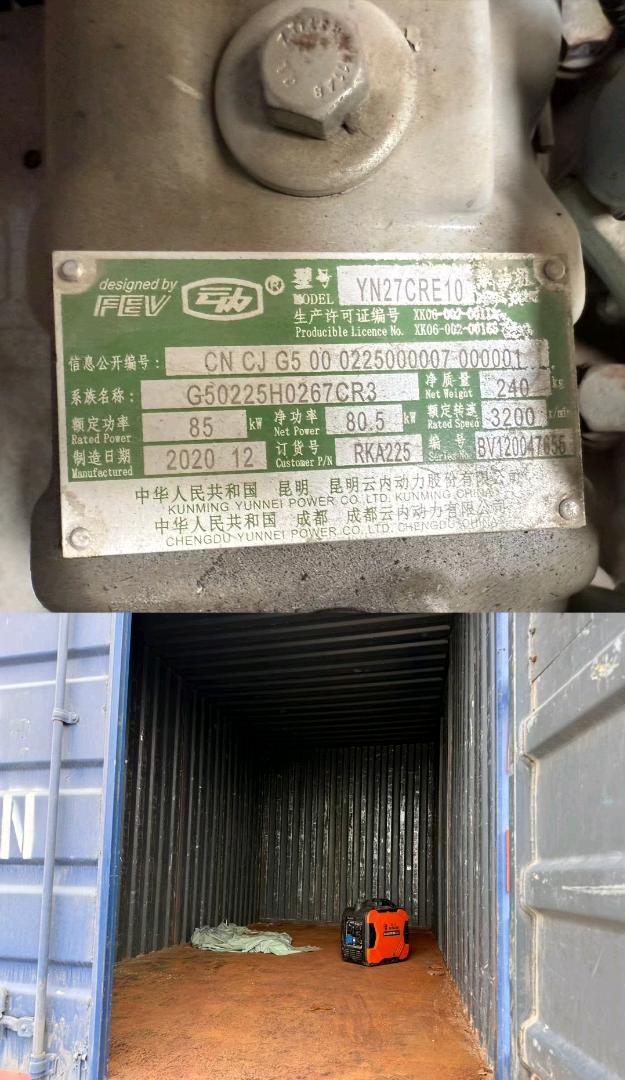 designed by
FEV 云内 ®
型号
MODEL YN27CRE10
生产许可证编号 XK06-002-
Producible Licence No. XK06-002-00165
信息公开编号: CN CJ G5 00 0225000007 000001
系族名称: G50225H0267CR3 净质量 Net Weight 240 kg
额定功率 Rated Power 85 kW 净功率 Net Power 80.5 kW 额定转速 Rated Speed 3200 r/min
制造日期 Manufactured 2020 12 订货号 Customer P/N RKA225 编号 Series No. BV120047656
中华人民共和国 昆明 昆明云内动力股份有限公司
KUNMING YUNNEI POWER CO.LTD. KUNMING CHINA
中华人民共和国 成都 成都云内动力有限公司
CHENGDU YUNNEI POWER CO.LTD. CHENGDU CHINA
N